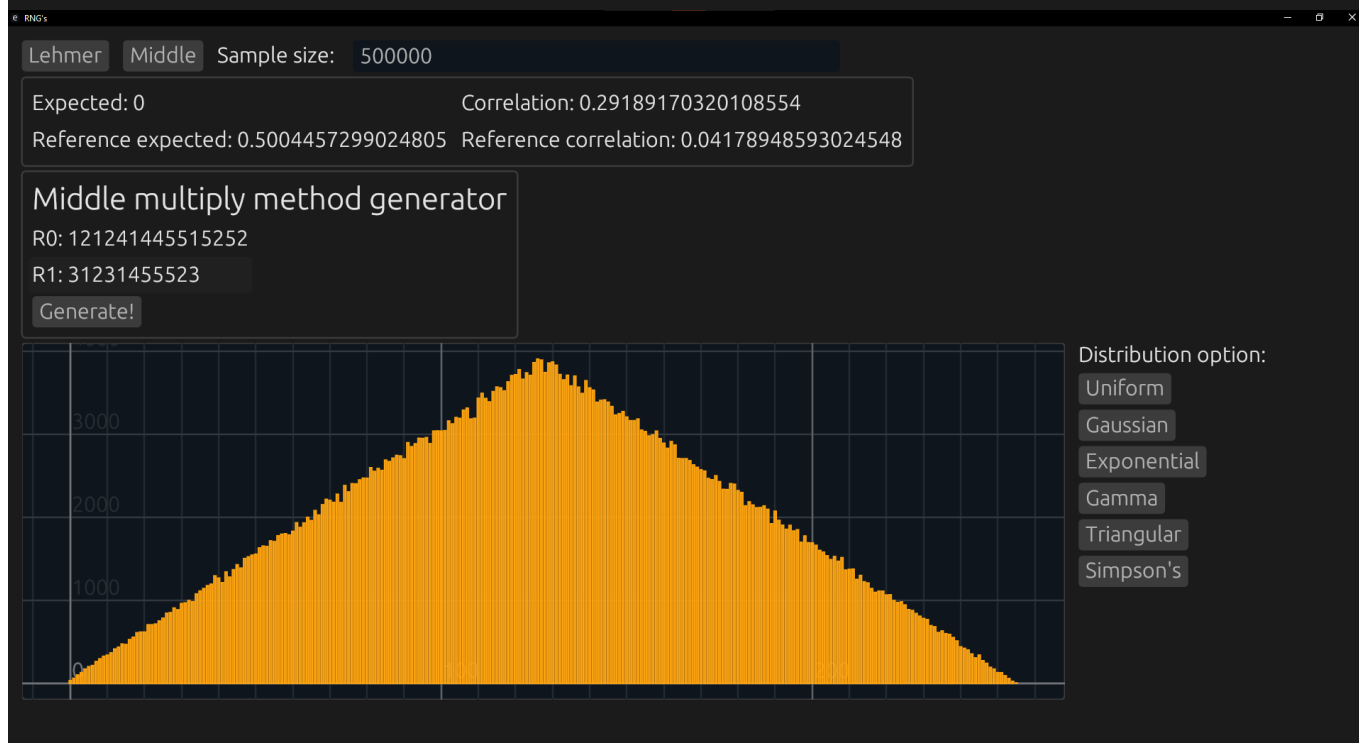 RNG's
Lehmer Middle Sample size: 500000
Expected: 0 Correlation: 0.29189170320108554
Reference expected: 0.5004457299024805 Reference correlation: 0.04178948593024548
Middle multiply method generator
R0: 121241445515252
R1: 31231455523
Generate!
Distribution option:
Uniform
Gaussian
Exponential
Gamma
Triangular
Simpson's
3000
2000
1000
0 100 200